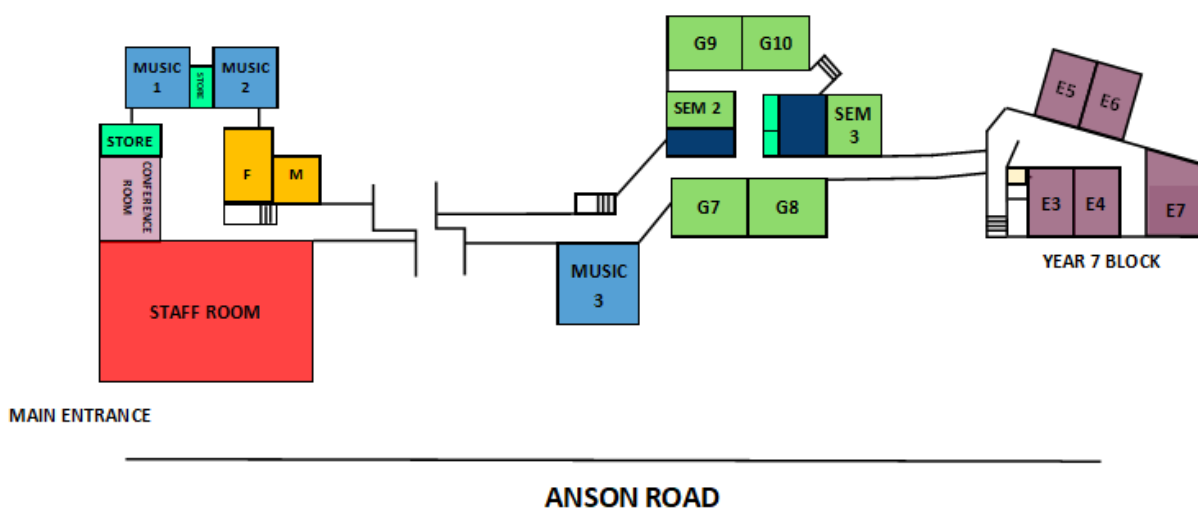 MUSIC
1
STORE
MUSIC
2
STORE
CONFERENCE
ROOM
F
M
STAFF ROOM
MAIN ENTRANCE
G9
G10
SEM 2
SEM
3
G7
G8
MUSIC
3
E5
E6
E3
E4
E7
YEAR 7 BLOCK
ANSON ROAD